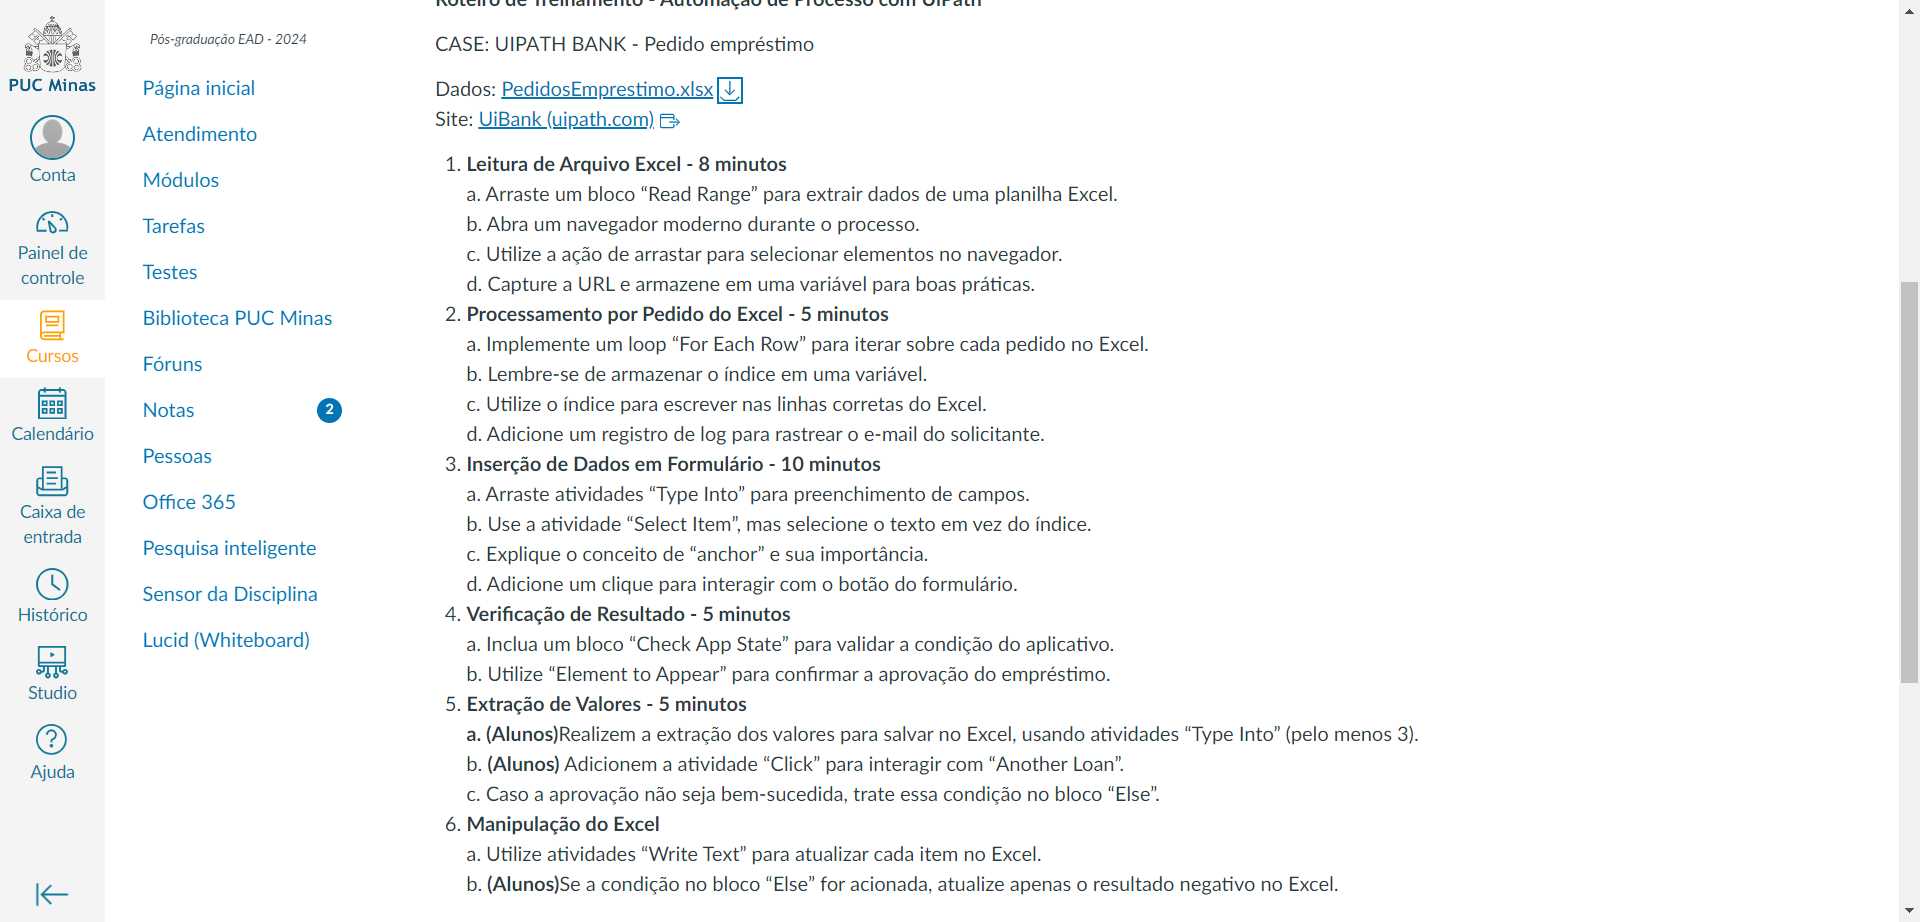 PUC Minas
Conta
Painel de
controle
Cursos
Calendário
Caixa de
entrada
Histórico
Studio
Ajuda
Pós-graduação EAD - 2024
Página inicial
Atendimento
Módulos
Tarefas
Testes
Biblioteca PUC Minas
Fóruns
Notas 2
Pessoas
Office 365
Pesquisa inteligente
Sensor da Disciplina
Lucid (Whiteboard)
Roteiro de Treinamento - Automação de Processo com UiPath
CASE: UIPATH BANK - Pedido empréstimo
Dados: PedidosEmprestimo.xlsx
Site: UiBank (uipath.com)
1. Leitura de Arquivo Excel - 8 minutos
a. Arraste um bloco “Read Range” para extrair dados de uma planilha Excel.
b. Abra um navegador moderno durante o processo.
c. Utilize a ação de arrastar para selecionar elementos no navegador.
d. Capture a URL e armazene em uma variável para boas práticas.
2. Processamento por Pedido do Excel - 5 minutos
a. Implemente um loop “For Each Row” para iterar sobre cada pedido no Excel.
b. Lembre-se de armazenar o índice em uma variável.
c. Utilize o índice para escrever nas linhas corretas do Excel.
d. Adicione um registro de log para rastrear o e-mail do solicitante.
3. Inserção de Dados em Formulário - 10 minutos
a. Arraste atividades “Type Into” para preenchimento de campos.
b. Use a atividade “Select Item”, mas selecione o texto em vez do índice.
c. Explique o conceito de “anchor” e sua importância.
d. Adicione um clique para interagir com o botão do formulário.
4. Verificação de Resultado - 5 minutos
a. Inclua um bloco “Check App State” para validar a condição do aplicativo.
b. Utilize “Element to Appear” para confirmar a aprovação do empréstimo.
5. Extração de Valores - 5 minutos
a. (Alunos)Realizem a extração dos valores para salvar no Excel, usando atividades “Type Into” (pelo menos 3).
b. (Alunos) Adicionem a atividade “Click” para interagir com “Another Loan”.
c. Caso a aprovação não seja bem-sucedida, trate essa condição no bloco “Else”.
6. Manipulação do Excel
a. Utilize atividades “Write Text” para atualizar cada item no Excel.
b. (Alunos)Se a condição no bloco “Else” for acionada, atualize apenas o resultado negativo no Excel.